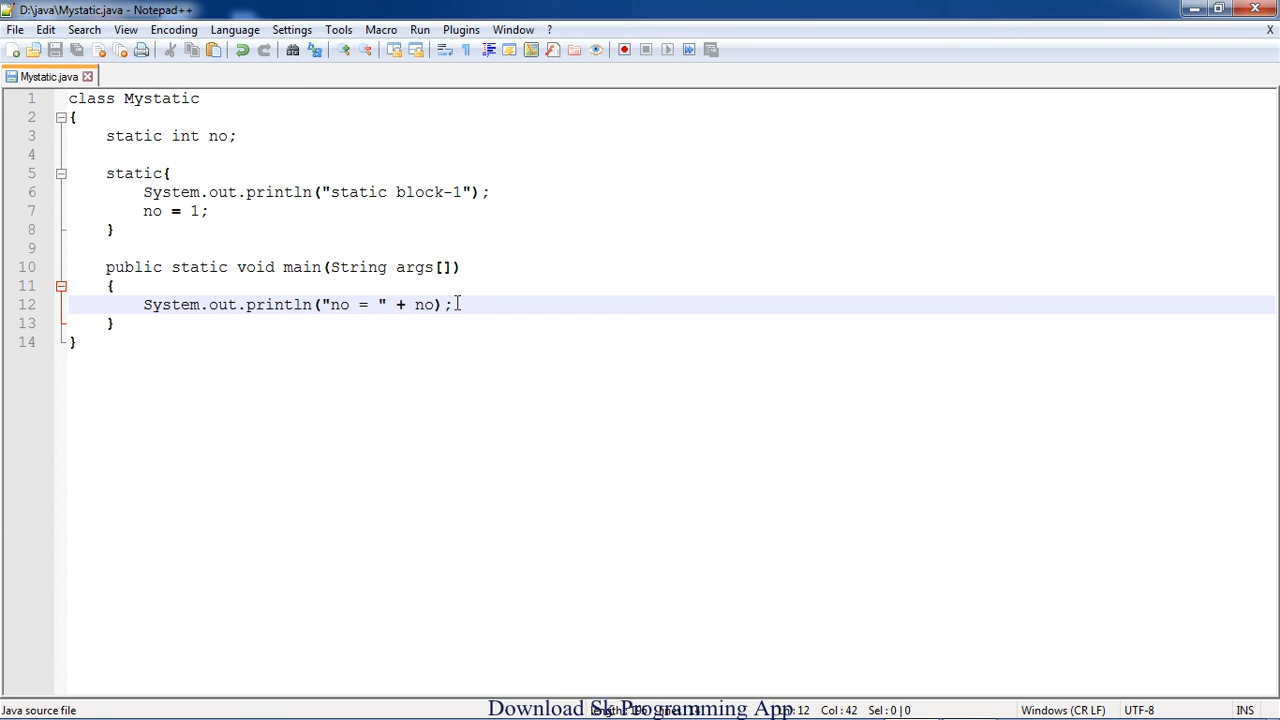 D:\java\Mystatic.java - Notepad++
File Edit Search View Encoding Language Settings Tools Macro Run Plugins Window ? X
Mystatic.java
1 class Mystatic
2 {
3 static int no;
4
5 static{
6 System.out.println("static block-1");
7 no = 1;
8 }
9
10 public static void main(String args[])
11 {
12 System.out.println("no = " + no);
13 }
14 }
Java source file Download Sk Programming App Col : 42 Sel : 0 | 0 Windows (CR LF) UTF-8 INS